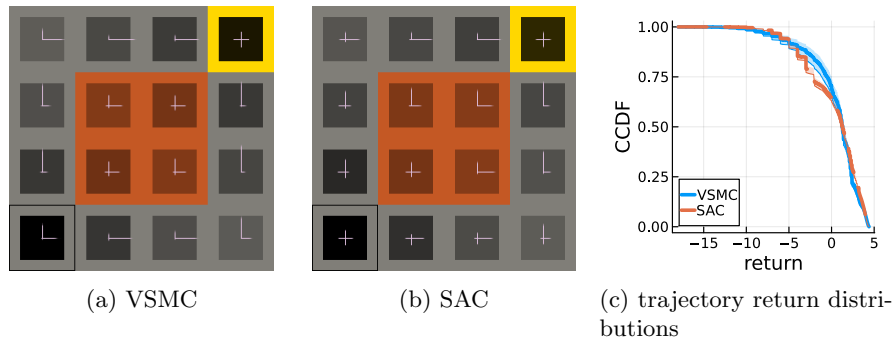 1.00
0.75
0.50
0.25
0.00
CCDF
VSMC
SAC
−15
−10
−5
0
5
return
(a) VSMC
(b) SAC
(c) trajectory return distri-
butions